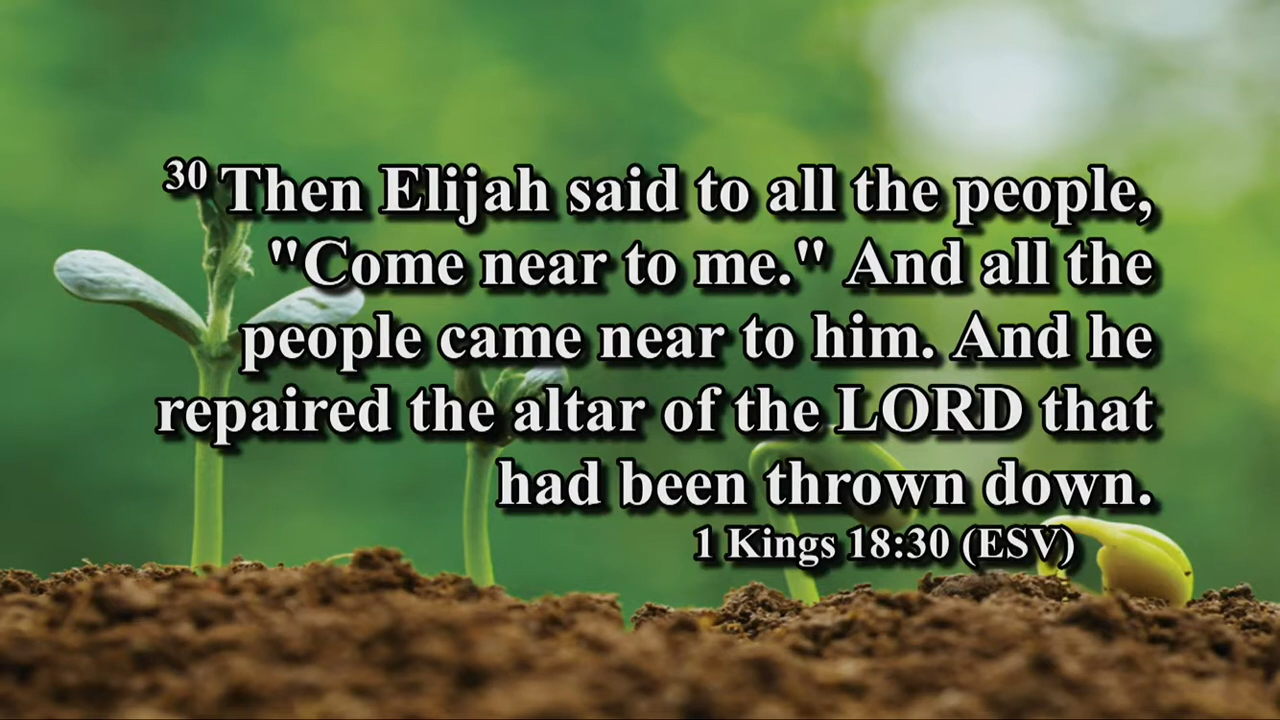 30 Then Elijah said to all the people,
"Come near to me." And all the
people came near to him. And he
repaired the altar of the LORD that
had been thrown down.
1 Kings 18:30 (ESV)